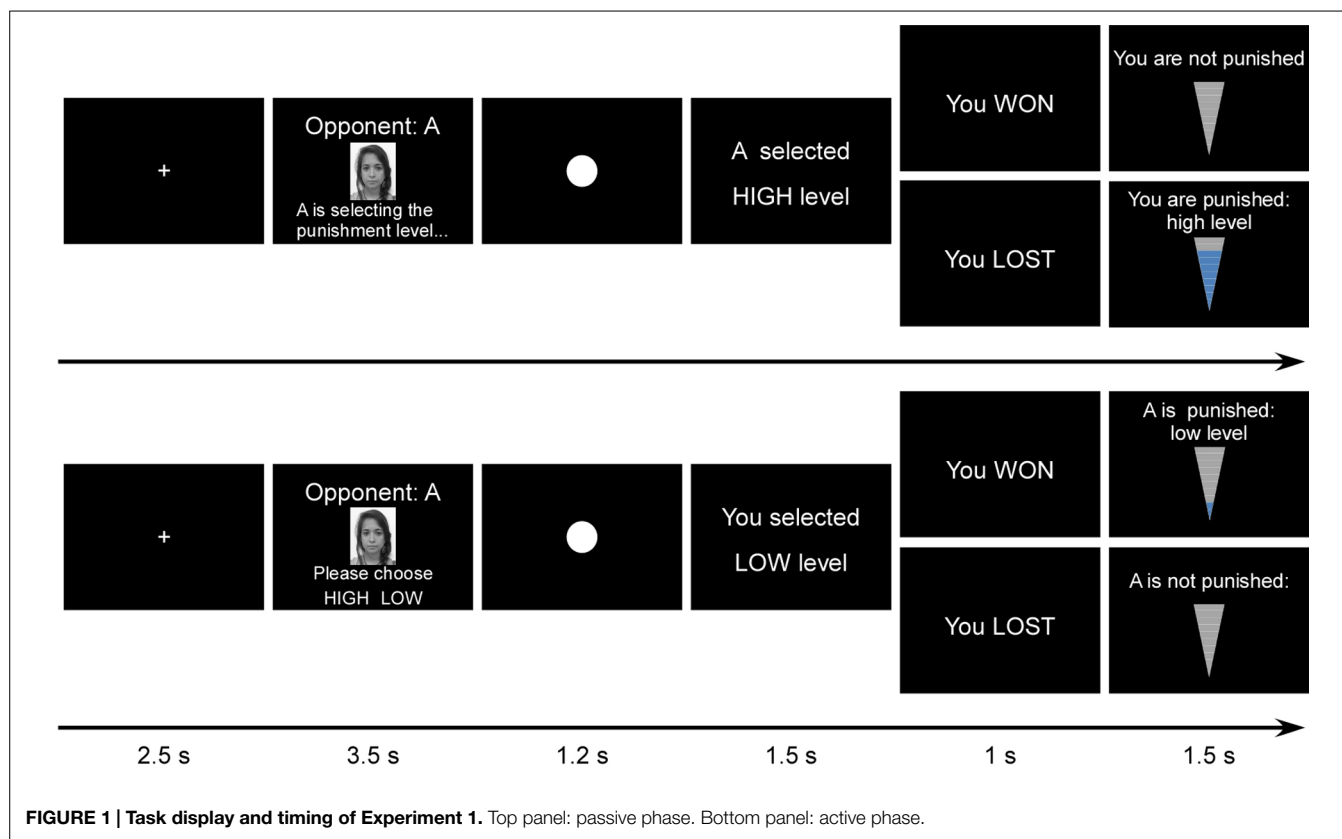 +
Opponent: A
A is selecting the
punishment level...
A selected
HIGH level
You WON
You are not punished
You LOST
You are punished:
high level
+
Opponent: A
Please choose
HIGH LOW
You selected
LOW level
You WON
A is punished:
low level
You LOST
A is not punished:
2.5 s 3.5 s 1.2 s 1.5 s 1 s 1.5 s
FIGURE 1 | Task display and timing of Experiment 1. Top panel: passive phase. Bottom panel: active phase.